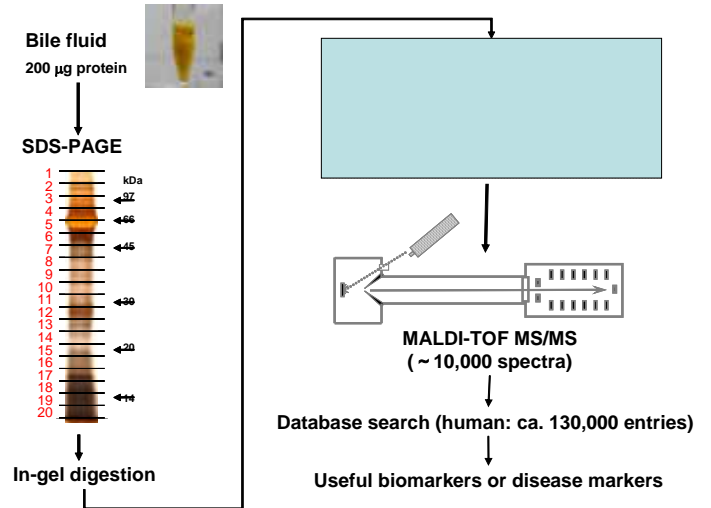 Bile fluid
200 µg protein
SDS-PAGE
kDa
1
2
3
97
4
5
66
6
7
45
8
9
10
11
30
12
13
14
15
20
16
17
18
19
14
20
In-gel digestion
MALDI-TOF MS/MS
( ~ 10,000 spectra)
Database search (human: ca. 130,000 entries)
Useful biomarkers or disease markers